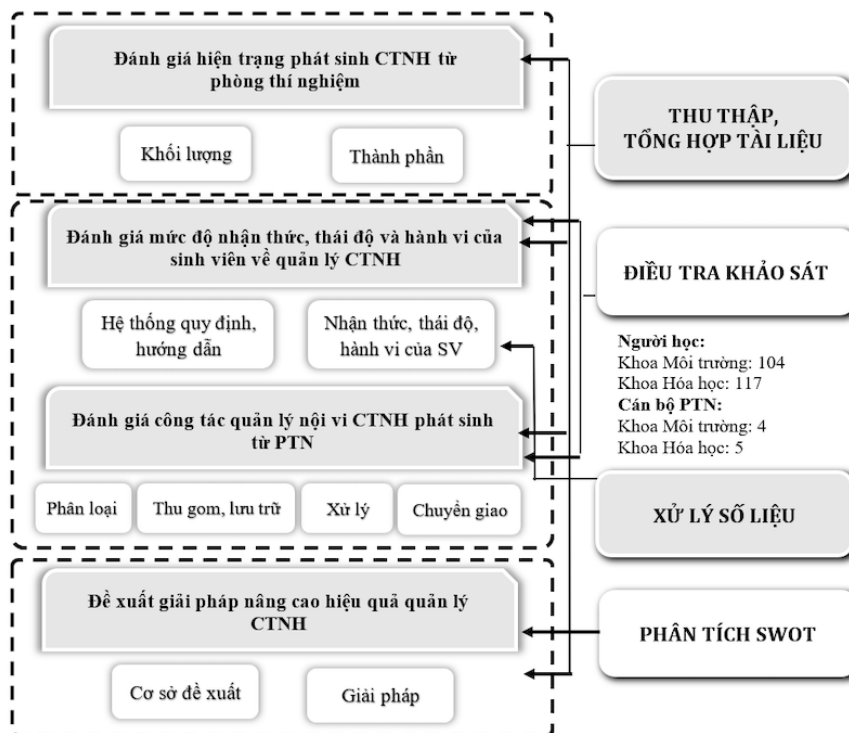 Đánh giá hiện trạng phát sinh CTNH từ
phòng thí nghiệm
Khối lượng
Thành phần
Đánh giá mức độ nhận thức, thái độ và hành vi của
sinh viên về quản lý CTNH
Hệ thống quy định,
hướng dẫn
Nhận thức, thái độ,
hành vi của SV
Đánh giá công tác quản lý nội vi CTNH phát sinh
từ PTN
Phân loại
Thu gom, lưu trữ
Xử lý
Chuyển giao
Đề xuất giải pháp nâng cao hiệu quả quản lý
CTNH
Cơ sở đề xuất
Giải pháp
THU THẬP,
TỔNG HỢP TÀI LIỆU
ĐIỀU TRA KHẢO SÁT
Người học:
Khoa Môi trường: 104
Khoa Hóa học: 117
Cán bộ PTN:
Khoa Môi trường: 4
Khoa Hóa học: 5
XỬ LÝ SỐ LIỆU
PHÂN TÍCH SWOT